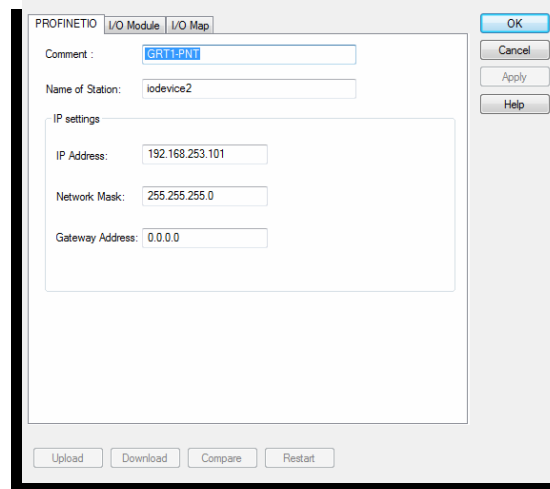 PROFINETIO I/O Module I/O Map
OK
Comment : GRT1-PNT
Cancel
Apply
Name of Station: iodevice2
Help
IP settings
IP Address: 192.168.253.101
Network Mask: 255.255.255.0
Gateway Address: 0.0.0.0
Upload Download Compare Restart